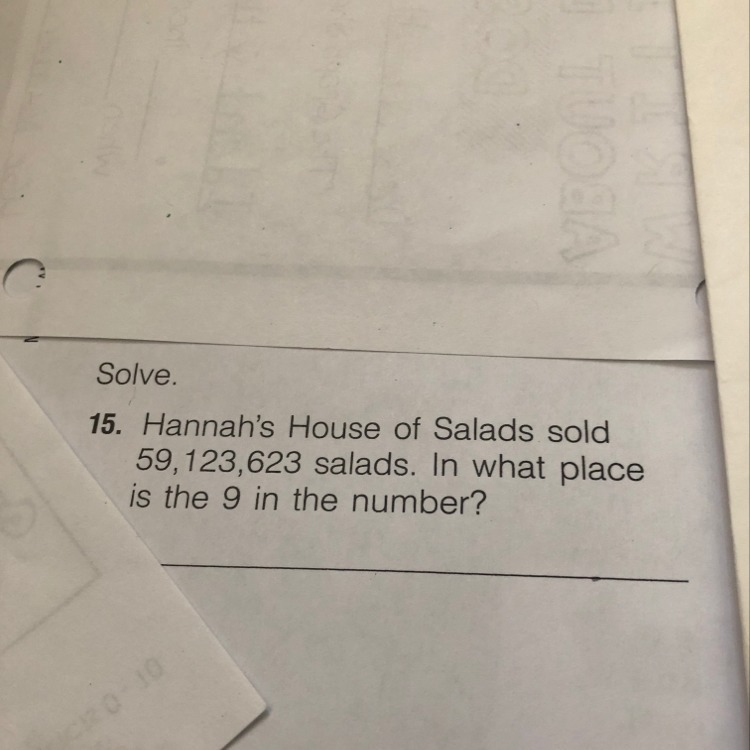 Solve.
15. Hannah's House of Salads sold
59,123,623 salads. In what place
is the 9 in the number?